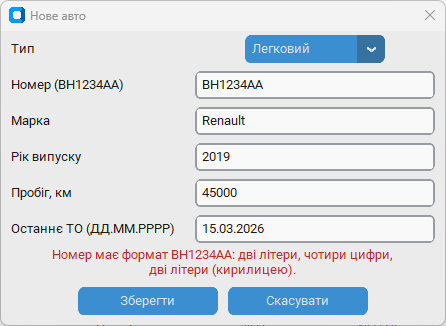 Нове авто
Тип Легковий
Номер (ВН1234АА) ВН1234АА
Марка Renault
Рік випуску 2019
Пробіг, км 45000
Останнє ТО (ДД.ММ.РРРР) 15.03.2026
Номер має формат ВН1234АА: дві літери, чотири цифри,
дві літери (кирилицею).
Зберегти Скасувати